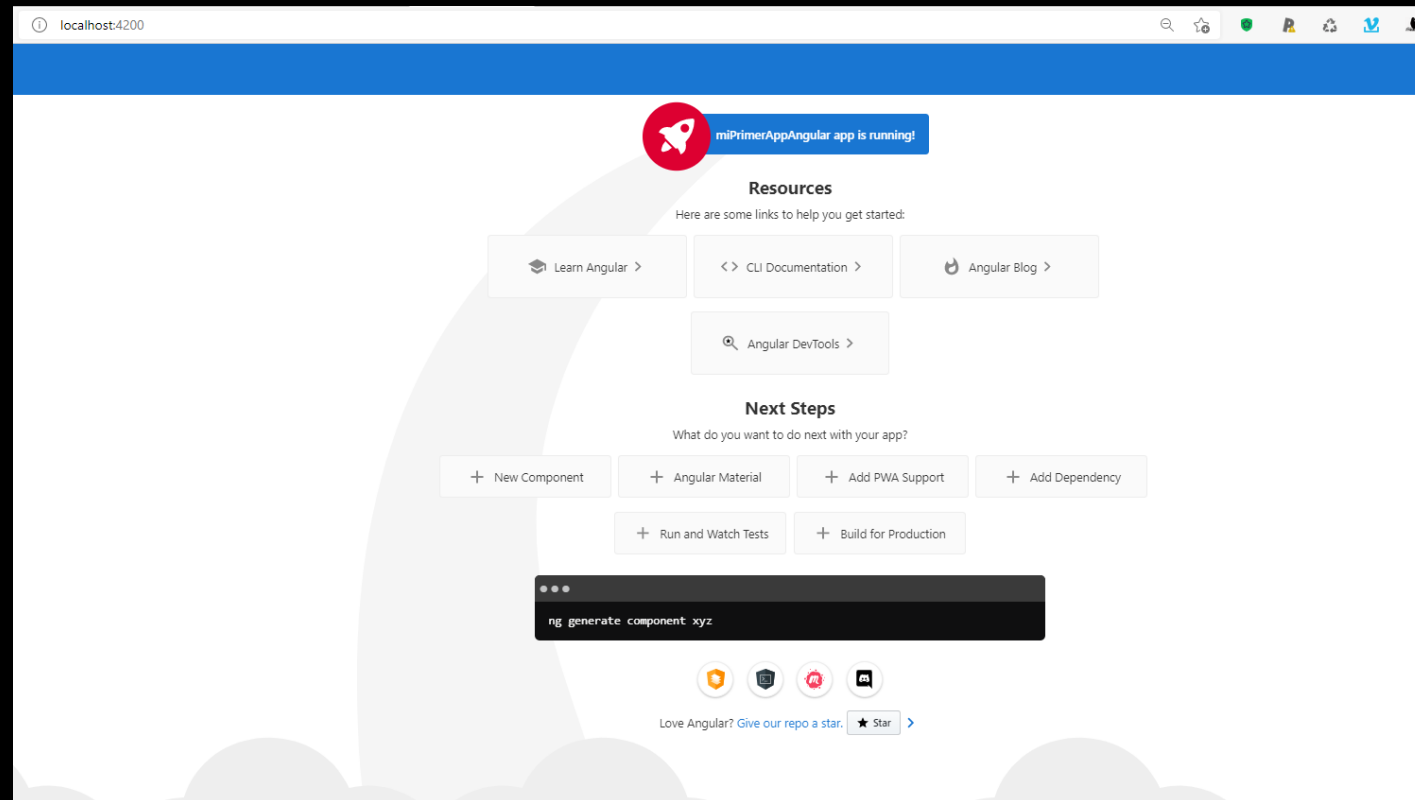 localhost:4200
miPrimerAppAngular app is running!
Resources
Here are some links to help you get started:
Learn Angular
CLI Documentation
Angular Blog
Angular DevTools
Next Steps
What do you want to do next with your app?
New Component
Angular Material
Add PWA Support
Add Dependency
Run and Watch Tests
Build for Production
ng generate component xyz
Love Angular? Give our repo a star. Star